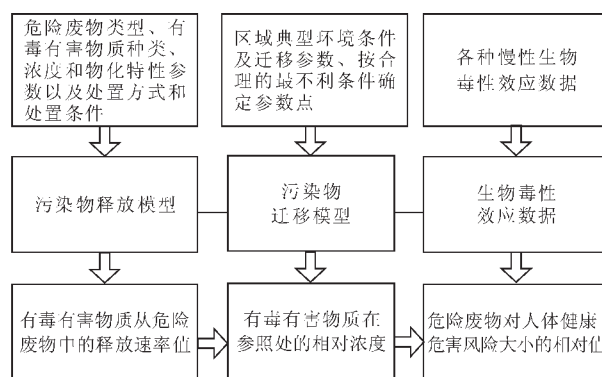 危险废物类型、有
毒有害物质种类、
浓度和物化特性参
数以及处置方式和
处置条件
区域典型环境条件
及迁移参数、按合
理的最不利条件确
定参数点
各种慢性生物
毒性效应数据
污染物释放模型
污染物
迁移模型
生物毒性
效应数据
有毒有害物质从危险
废物中的释放速率值
有毒有害物质在
参照处的相对浓度
危险废物对人体健康
危害风险大小的相对值